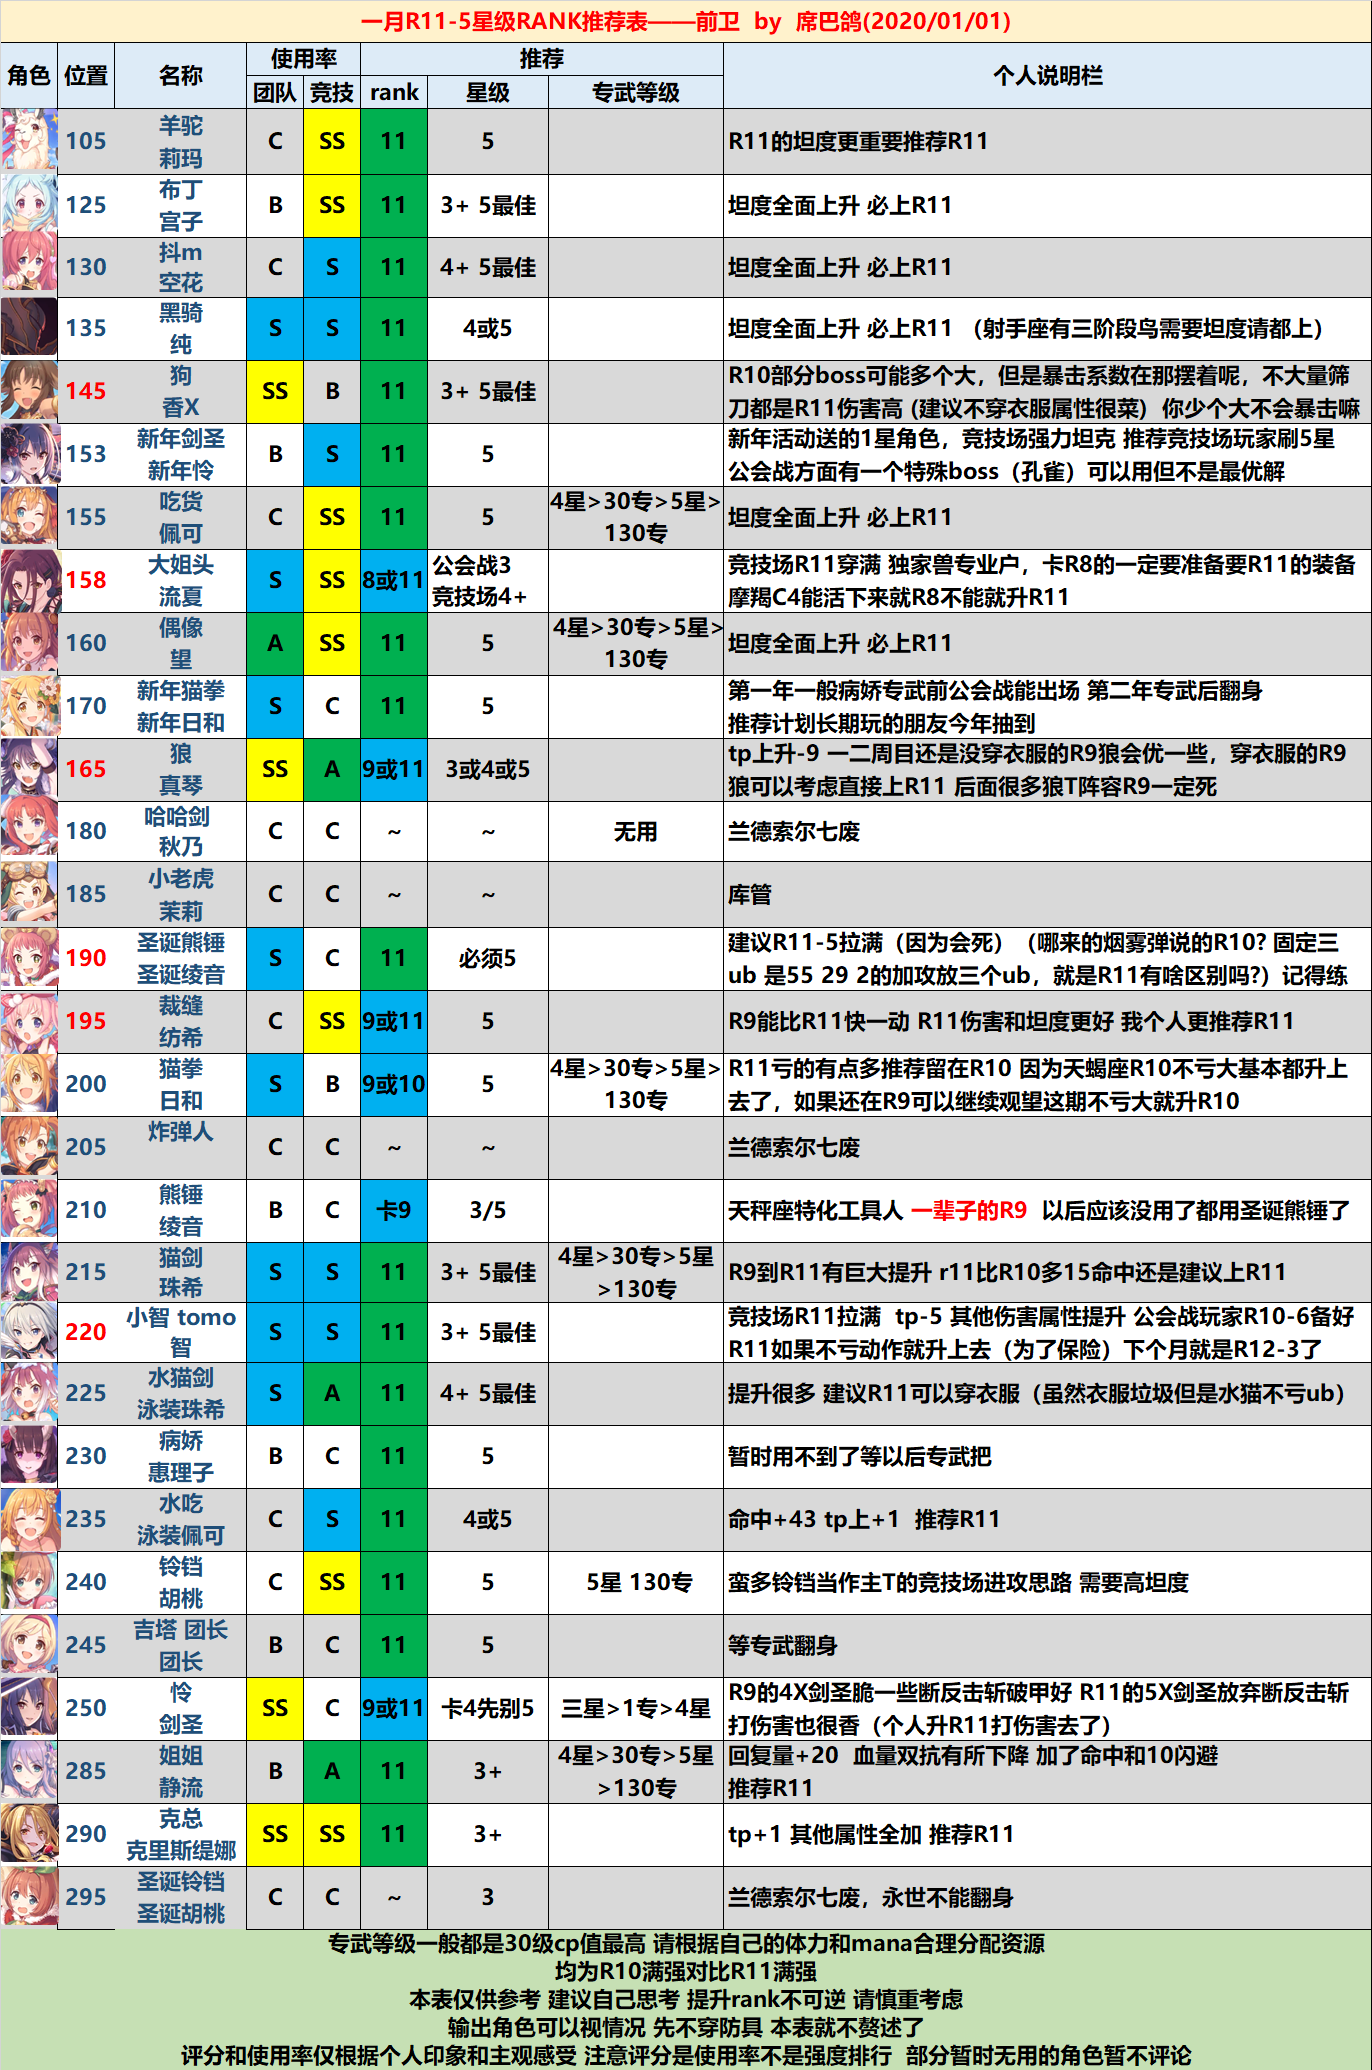 一月R11-5星级RANK推荐表——前卫 by 席巴鸽(2020/01/01)
角色 位置 名称 使用率 推荐 个人说明栏
团队 竞技 rank 星级 专武等级
105 羊驼 莉玛 C SS 11 5 R11的坦度更重要推荐R11
125 布丁 宫子 B SS 11 3+ 5最佳 坦度全面上升 必上R11
130 抖m 空花 C S 11 4+ 5最佳 坦度全面上升 必上R11
135 黑骑 纯 S S 11 4或5 坦度全面上升 必上R11 （射手座有三阶段鸟需要坦度请都上）
145 狗 香X SS B 11 3+ 5最佳 R10部分boss可能多个大，但是暴击系数在那摆着呢，不大量筛
刀都是R11伤害高 (建议不穿衣服属性很菜) 你少个大不会暴击嘛
153 新年剑圣 新年怜 B S 11 5 新年活动送的1星角色，竞技场强力坦克 推荐竞技场玩家刷5星
公会战方面有一个特殊boss（孔雀）可以用但不是最优解
155 吃货 佩可 C SS 11 5 4星>30专>5星>
130专 坦度全面上升 必上R11
158 大姐头 流夏 S SS 8或11 公会战3
竞技场4+ 竞技场R11穿满 独家兽专业户，卡R8的一定要准备要R11的装备
摩羯C4能活下来就R8不能就升R11
160 偶像 望 A SS 11 5 4星>30专>5星>
130专 坦度全面上升 必上R11
170 新年猫拳 新年日和 S C 11 5 第一年一般病娇专武前公会战能出场 第二年专武后翻身
推荐计划长期玩的朋友今年抽到
165 狼 真琴 SS A 9或11 3或4或5 tp上升-9 一二周目还是没穿衣服的R9狼会优一些，穿衣服的R9
狼可以考虑直接上R11 后面很多狼T阵容R9一定死
180 哈哈剑 秋乃 C C ~ ~ 无用 兰德索尔七废
185 小老虎 茉莉 C C ~ ~ 库管
190 圣诞熊锤 圣诞绫音 S C 11 必须5 建议R11-5拉满（因为会死）（哪来的烟雾弹说的R10? 固定三
ub 是55 29 2的加攻放三个ub，就是R11有啥区别吗?）记得练
195 裁缝 纺希 C SS 9或11 5 R9能比R11快一动 R11伤害和坦度更好 我个人更推荐R11
200 猫拳 日和 S B 9或10 5 4星>30专>5星>
130专 R11亏的有点多推荐留在R10 因为天蝎座R10不亏大基本都升上
去了，如果还在R9可以继续观望这期不亏大就升R10
205 炸弹人 C C ~ ~ 兰德索尔七废
210 熊锤 绫音 B C 卡9 3/5 天秤座特化工具人 一辈子的R9 以后应该没用了都用圣诞熊锤了
215 猫剑 珠希 S S 11 3+ 5最佳 4星>30专>5星
>130专 R9到R11有巨大提升 r11比R10多15命中还是建议上R11
220 小智 tomo 智 S S 11 3+ 5最佳 竞技场R11拉满 tp-5 其他伤害属性提升 公会战玩家R10-6备好
R11如果不亏动作就升上去（为了保险）下个月就是R12-3了
225 水猫剑 泳装珠希 S A 11 4+ 5最佳 提升很多 建议R11可以穿衣服（虽然衣服垃圾但是水猫不亏ub）
230 病娇 惠理子 B C 11 5 暂时用不到了等以后专武把
235 水吃 泳装佩可 C S 11 4或5 命中+43 tp上+1 推荐R11
240 铃铛 胡桃 C SS 11 5 5星 130专 蛮多铃铛当作主T的竞技场进攻思路 需要高坦度
245 吉塔 团长 团长 B C 11 5 等专武翻身
250 怜 剑圣 SS C 9或11 卡4先别5 三星>1专>4星 R9的4X剑圣脆一些断反击斩破甲好 R11的5X剑圣放弃断反击斩
打伤害也很香（个人升R11打伤害去了）
285 姐姐 静流 B A 11 3+ 4星>30专>5星
>130专 回复量+20 血量双抗有所下降 加了命中和10闪避
推荐R11
290 克总 克里斯缇娜 SS SS 11 3+ tp+1 其他属性全加 推荐R11
295 圣诞铃铛 圣诞胡桃 C C ~ 3 兰德索尔七废，永世不能翻身
专武等级一般都是30级cp值最高 请根据自己的体力和mana合理分配资源
均为R10满强对比R11满强
本表仅供参考 建议自己思考 提升rank不可逆 请慎重考虑
输出角色可以视情况 先不穿防具 本表就不赘述了
评分和使用率仅根据个人印象和主观感受 注意评分是使用率不是强度排行 部分暂时无用的角色暂不评论